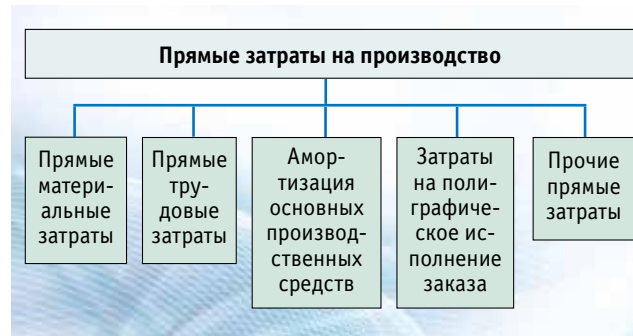 Прямые затраты на производство
Прямые
матери-
альные
затраты
Прямые
тру-
довые
затраты
Амор-
тизация
основных
производ-
ственных
средств
Затраты
на поли-
графиче-
ское ис-
полнение
заказа
Прочие
прямые
затраты